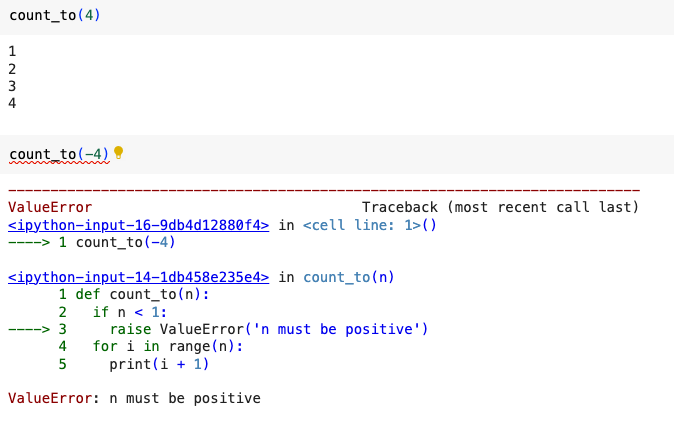 count_to(4)
1
2
3
4
count_to(-4)
---------------------------------------------------------------------------
ValueError                                Traceback (most recent call last)
<ipython-input-16-9db4d12880f4> in <cell line: 1>()
----> 1 count_to(-4)
<ipython-input-14-1db458e235e4> in count_to(n)
      1 def count_to(n):
      2   if n < 1:
----> 3     raise ValueError('n must be positive')
      4   for i in range(n):
      5     print(i + 1)
ValueError: n must be positive